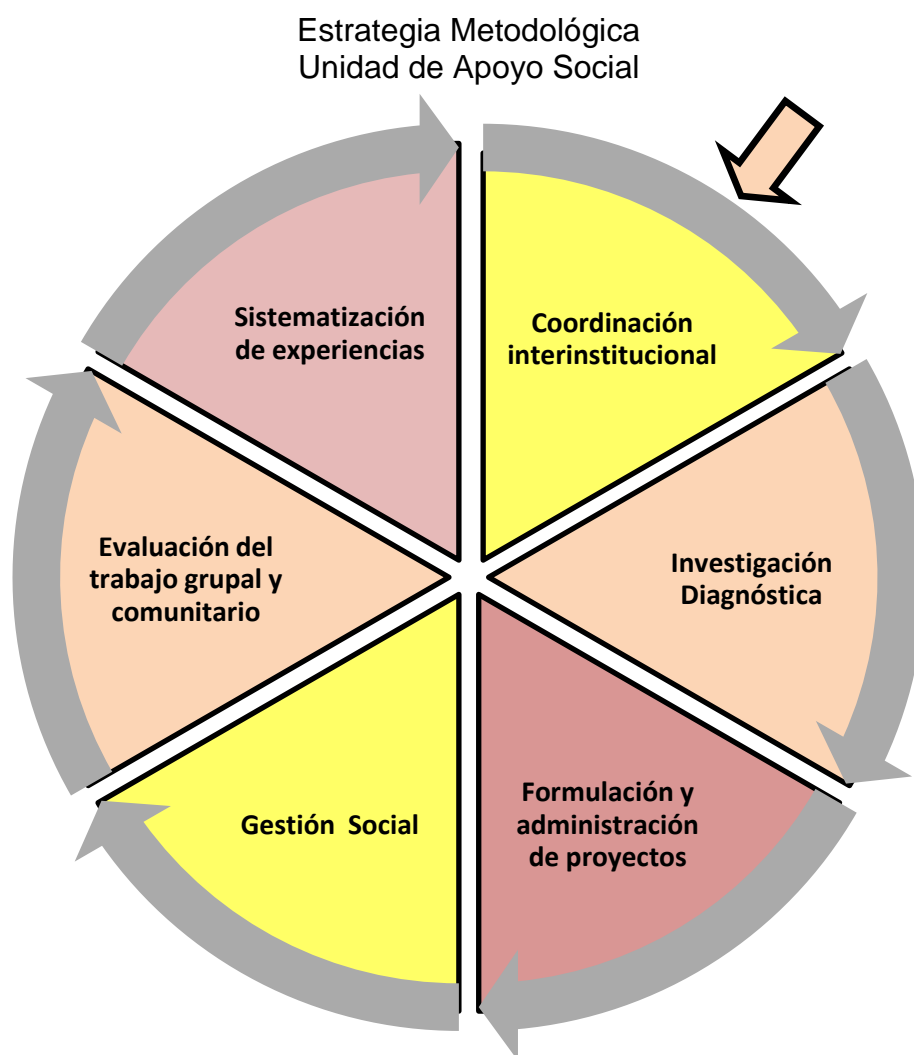 Estrategia Metodológica
Unidad de Apoyo Social
Coordinación
interinstitucional
Investigación
Diagnóstica
Formulación y
administración
de proyectos
Gestión  Social
Evaluación del
trabajo grupal y
comunitario
Sistematización
de experiencias